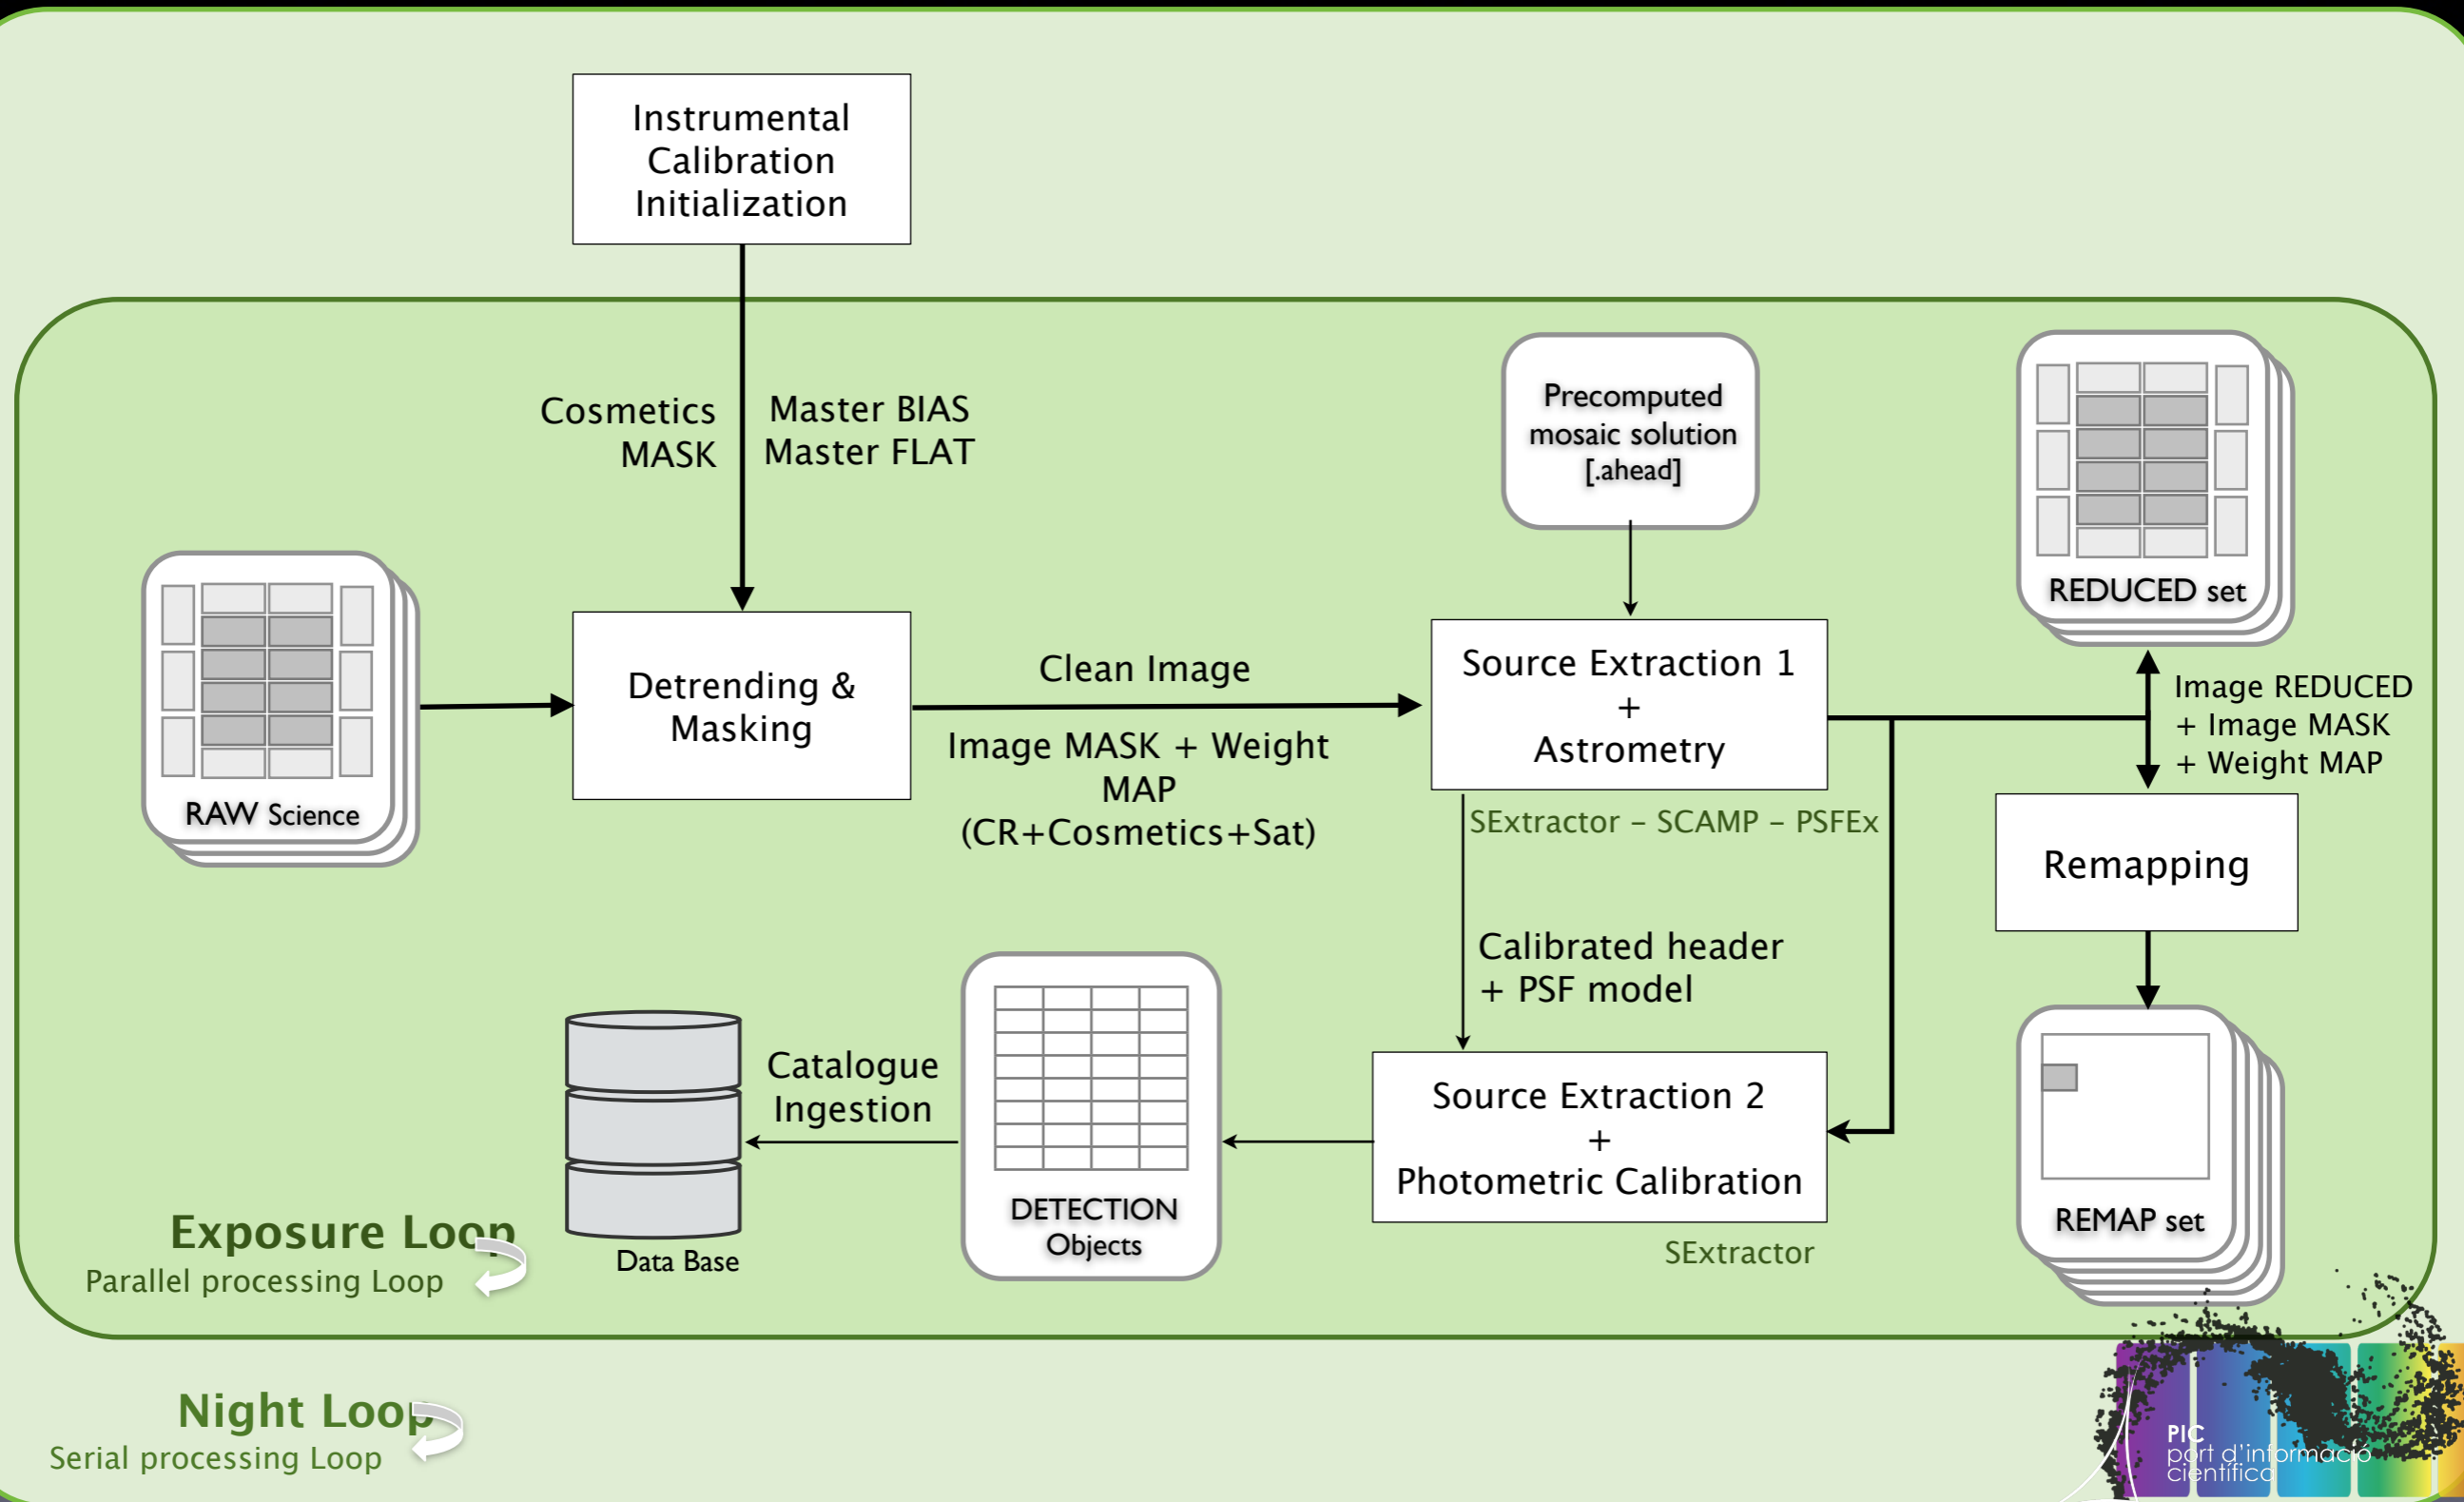 Instrumental
Calibration
Initialization
Cosmetics
MASK
Master BIAS
Master FLAT
Precomputed
mosaic solution
[.ahead]
REDUCED set
RAW Science
Detrending &
Masking
Clean Image
Image MASK + Weight
MAP
(CR+Cosmetics+Sat)
Source Extraction 1
+
Astrometry
SExtractor – SCAMP – PSFEx
Image REDUCED
+ Image MASK
+ Weight MAP
Remapping
Calibrated header
+ PSF model
Source Extraction 2
+
Photometric Calibration
SExtractor
REMAP set
DETECTION
Objects
Catalogue
Ingestion
Data Base
Exposure Loop
Parallel processing Loop
Night Loop
Serial processing Loop
PIC
port d'informació
científica